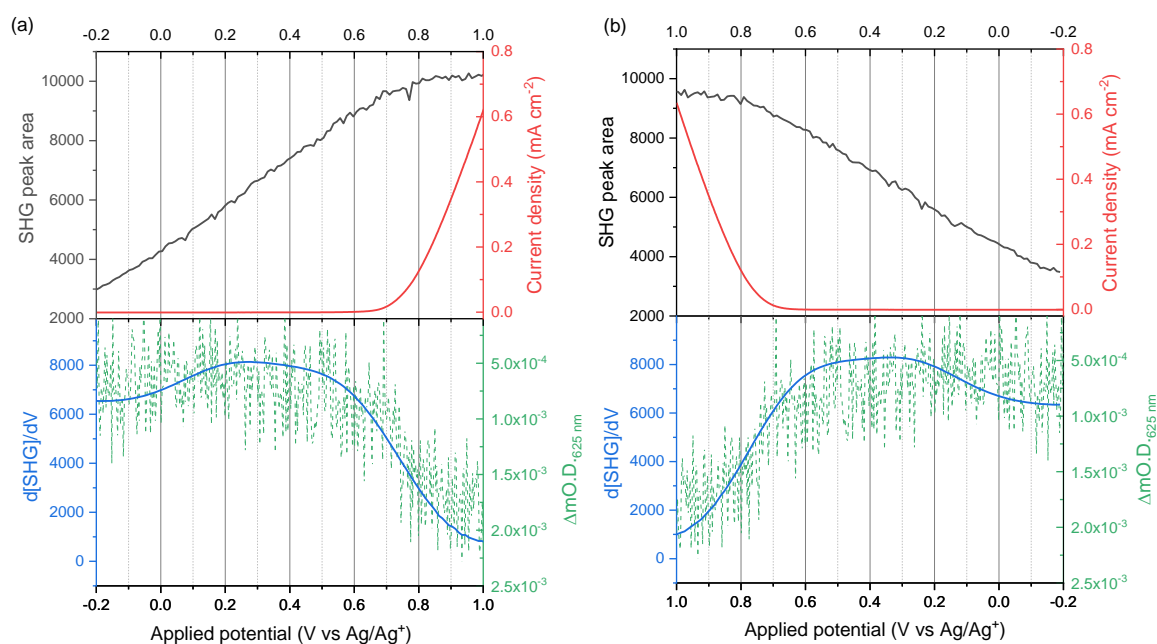 (a)
-0.2 0.0 0.2 0.4 0.6 0.8 1.0
10000
8000
6000
4000
2000
SHG peak area
0.8
0.6
0.4
0.2
0.0
Current density (mA cm⁻²)
8000
6000
4000
2000
0
d[SHG]/dV
5.0x10⁻⁴
1.0x10⁻³
1.5x10⁻³
2.0x10⁻³
2.5x10⁻³
ΔmO.D.₆₂₅ ₙₘ
-0.2 0.0 0.2 0.4 0.6 0.8 1.0
Applied potential (V vs Ag/Ag⁺)
(b)
1.0 0.8 0.6 0.4 0.2 0.0 -0.2
10000
8000
6000
4000
2000
SHG peak area
0.8
0.6
0.4
0.2
0.0
Current density (mA cm⁻²)
8000
6000
4000
2000
0
d[SHG]/dV
5.0x10⁻⁴
1.0x10⁻³
1.5x10⁻³
2.0x10⁻³
2.5x10⁻³
ΔmO.D.₆₂₅ ₙₘ
1.0 0.8 0.6 0.4 0.2 0.0 -0.2
Applied potential (V vs Ag/Ag⁺)